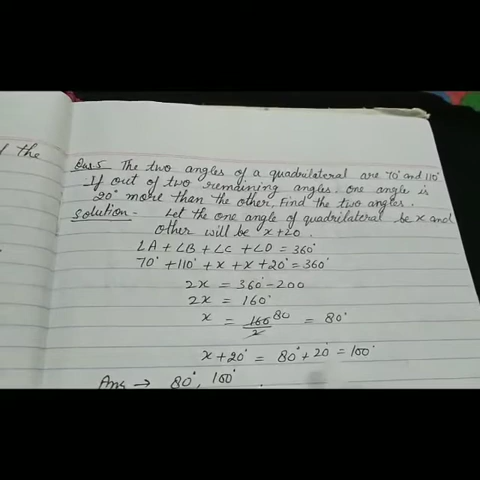 f the
Ques 5 The two angles of a quadrilateral are 70° and 110°
If out of two remaining angles. one angle is
20° more than the other. Find the two angles.
Solution - Let the one angle of quadrilateral be x and
other will be x+20.
∠A + ∠B + ∠C + ∠D = 360°
70° + 110° + x + x + 20° = 360°
2x = 360° - 200
2x = 160°
x = 160 80 / 2 = 80°
x + 20° = 80° + 20° = 100°
Ans → 80°, 100°.